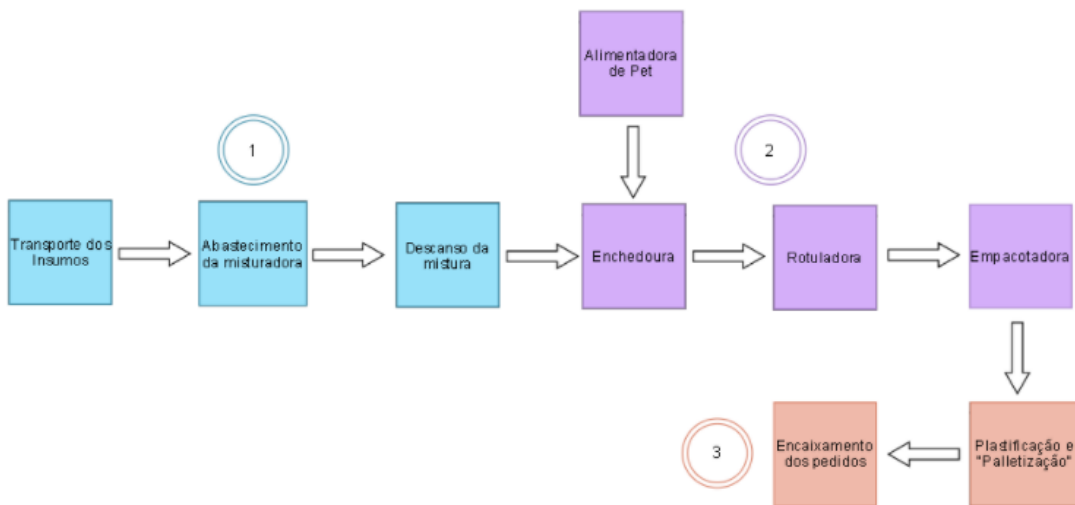 Alimentadora
de Pet
1
2
Transporte dos
Insumos
Abastecimento
da misturadora
Descanso da
mistura
Enchedoura
Rotuladora
Empacotadora
3
Encaixamento
dos pedidos
Plastificação e
"Palletização"